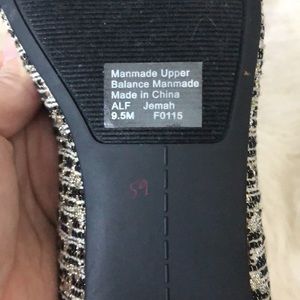 Manmade Upper
Balance Manmade
Made in China
ALF Jemah
9.5M F0115
59